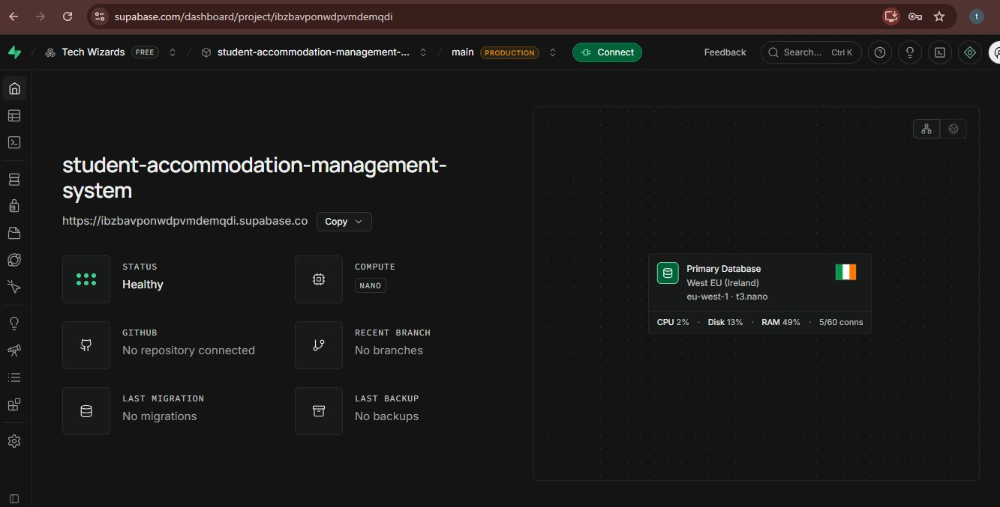 supabase.com/dashboard/project/ibzbavponwdpvmdemqdi
t
Tech Wizards FREE student-accommodation-management-... main PRODUCTION Connect Feedback Search... Ctrl K
student-accommodation-management-
system
https://ibzbavponwdpvmdemqdi.supabase.co Copy
STATUS
Healthy
COMPUTE
NANO
GITHUB
No repository connected
RECENT BRANCH
No branches
LAST MIGRATION
No migrations
LAST BACKUP
No backups
Primary Database
West EU (Ireland)
eu-west-1 · t3.nano
CPU 2% · Disk 13% · RAM 49% · 5/60 conns